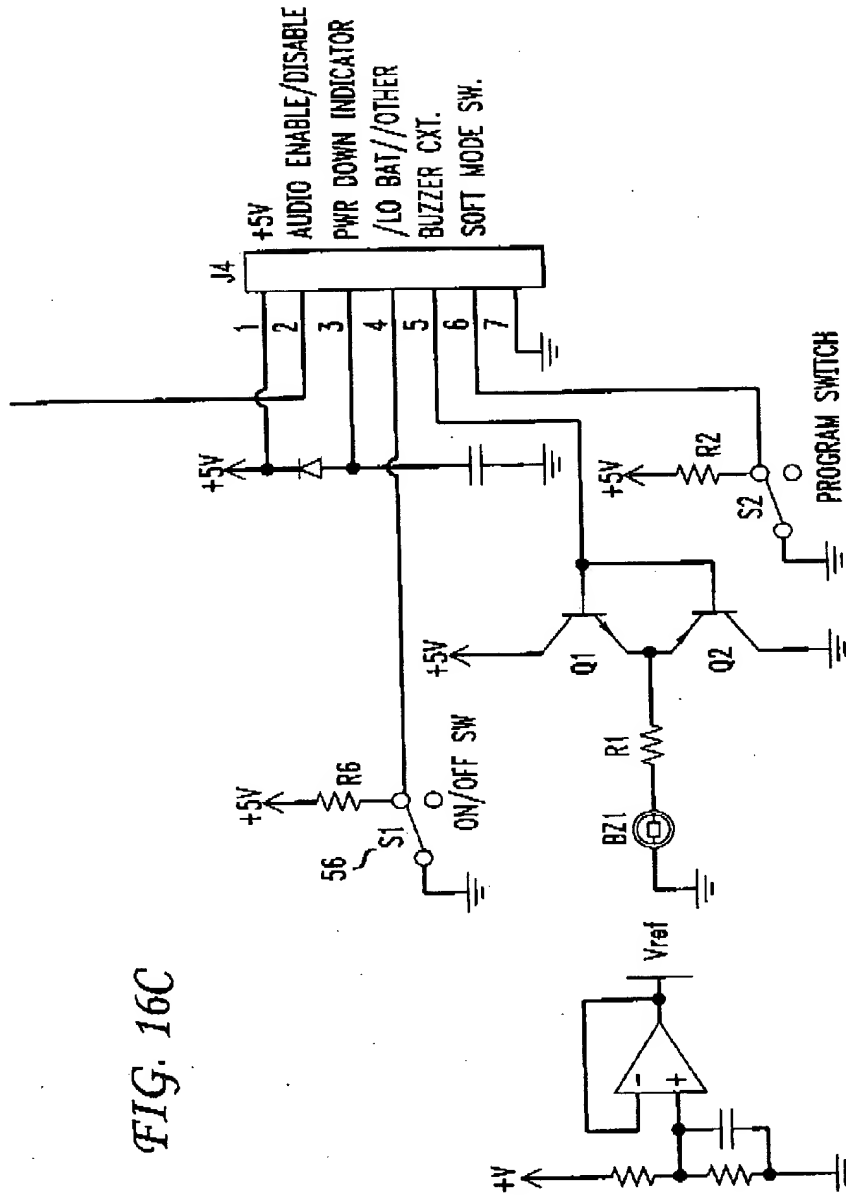 FIG. 16C
J4
1 +5V
2 AUDIO ENABLE/DISABLE
3 PWR DOWN INDICATOR
4 /LO BAT//OTHER
5 BUZZER CXT.
6 SOFT MODE SW.
7
+5V
+5V
R6
56
S1
ON/OFF SW
+5V
Q1
Q2
R1
BZ1
+5V
R2
S2
PROGRAM SWITCH
+V
-
+
Vref